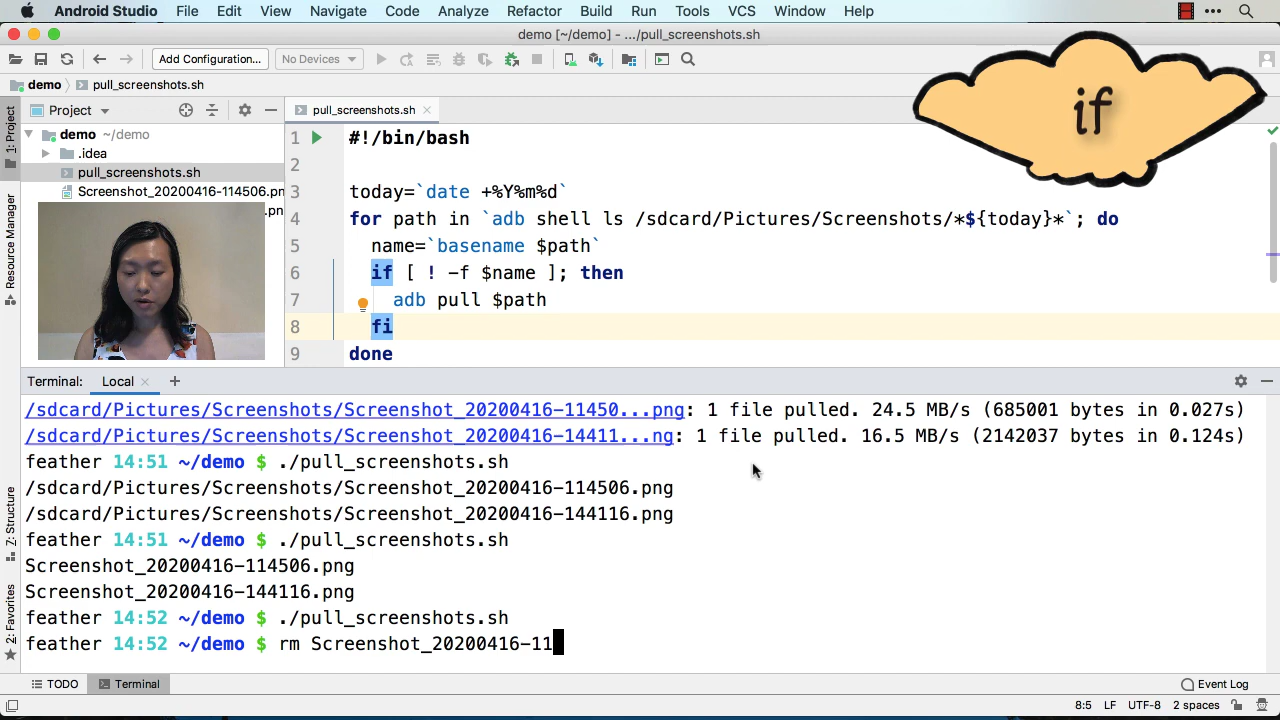 Android Studio File Edit View Navigate Code Analyze Refactor Build Run Tools VCS Window Help
demo [~/demo] - .../pull_screenshots.sh
Add Configuration... No Devices
demo pull_screenshots.sh
if
1: Project
Resource Manager
Z: Structure
2: Favorites
Project
demo ~/demo
.idea
pull_screenshots.sh
Screenshot_20200416-114506.pn
.pn
pull_screenshots.sh
1 #!/bin/bash
2
3 today=`date +%Y%m%d`
4 for path in `adb shell ls /sdcard/Pictures/Screenshots/*${today}*`; do
5 name=`basename $path`
6 if [ ! -f $name ]; then
7 adb pull $path
8 fi
9 done
Terminal: Local
/sdcard/Pictures/Screenshots/Screenshot_20200416-11450...png: 1 file pulled. 24.5 MB/s (685001 bytes in 0.027s)
/sdcard/Pictures/Screenshots/Screenshot_20200416-14411...ng: 1 file pulled. 16.5 MB/s (2142037 bytes in 0.124s)
feather 14:51 ~/demo $ ./pull_screenshots.sh
/sdcard/Pictures/Screenshots/Screenshot_20200416-114506.png
/sdcard/Pictures/Screenshots/Screenshot_20200416-144116.png
feather 14:51 ~/demo $ ./pull_screenshots.sh
Screenshot_20200416-114506.png
Screenshot_20200416-144116.png
feather 14:52 ~/demo $ ./pull_screenshots.sh
feather 14:52 ~/demo $ rm Screenshot_20200416-11
TODO Terminal Event Log
8:5 LF UTF-8 2 spaces